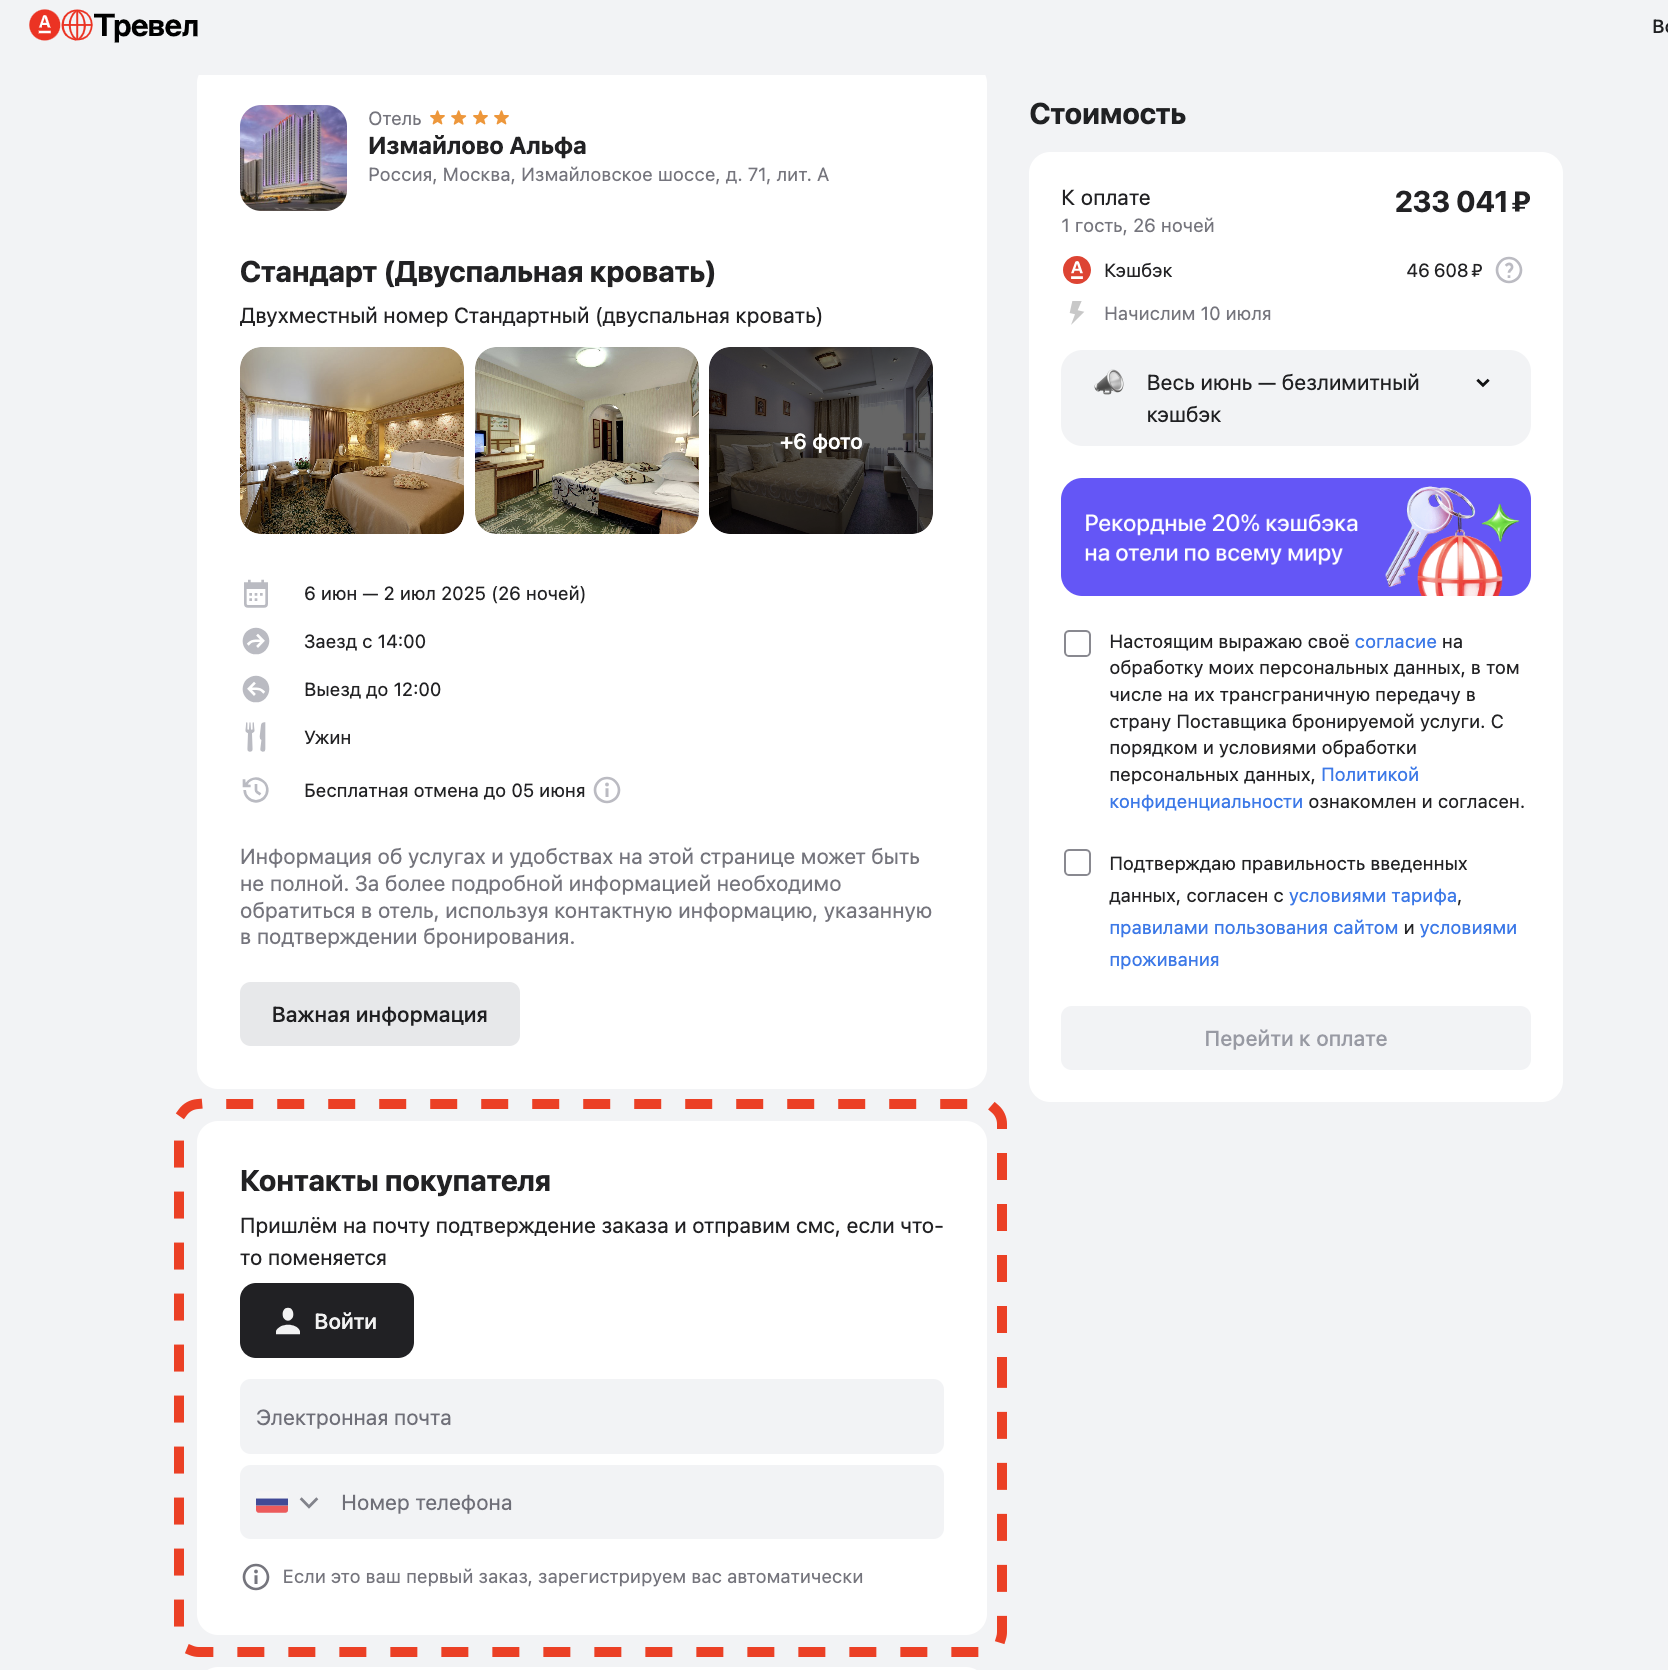 Тревел
Отель
Измайлово Альфа
Россия, Москва, Измайловское шоссе, д. 71, лит. А
Стандарт (Двуспальная кровать)
Двухместный номер Стандартный (двуспальная кровать)
+6 фото
6 июн — 2 июл 2025 (26 ночей)
Заезд с 14:00
Выезд до 12:00
Ужин
Бесплатная отмена до 05 июня
Информация об услугах и удобствах на этой странице может быть
не полной. За более подробной информацией необходимо
обратиться в отель, используя контактную информацию, указанную
в подтверждении бронирования.
Важная информация
Контакты покупателя
Пришлём на почту подтверждение заказа и отправим смс, если что-
то поменяется
Войти
Электронная почта
Номер телефона
Если это ваш первый заказ, зарегистрируем вас автоматически
Стоимость
К оплате
233 041 ₽
1 гость, 26 ночей
Кэшбэк
46 608 ₽
Начислим 10 июля
Весь июнь — безлимитный
кэшбэк
Рекордные 20% кэшбэка
на отели по всему миру
Настоящим выражаю своё согласие на
обработку моих персональных данных, в том
числе на их трансграничную передачу в
страну Поставщика бронируемой услуги. С
порядком и условиями обработки
персональных данных, Политикой
конфиденциальности ознакомлен и согласен.
Подтверждаю правильность введенных
данных, согласен с условиями тарифа,
правилами пользования сайтом и условиями
проживания
Перейти к оплате